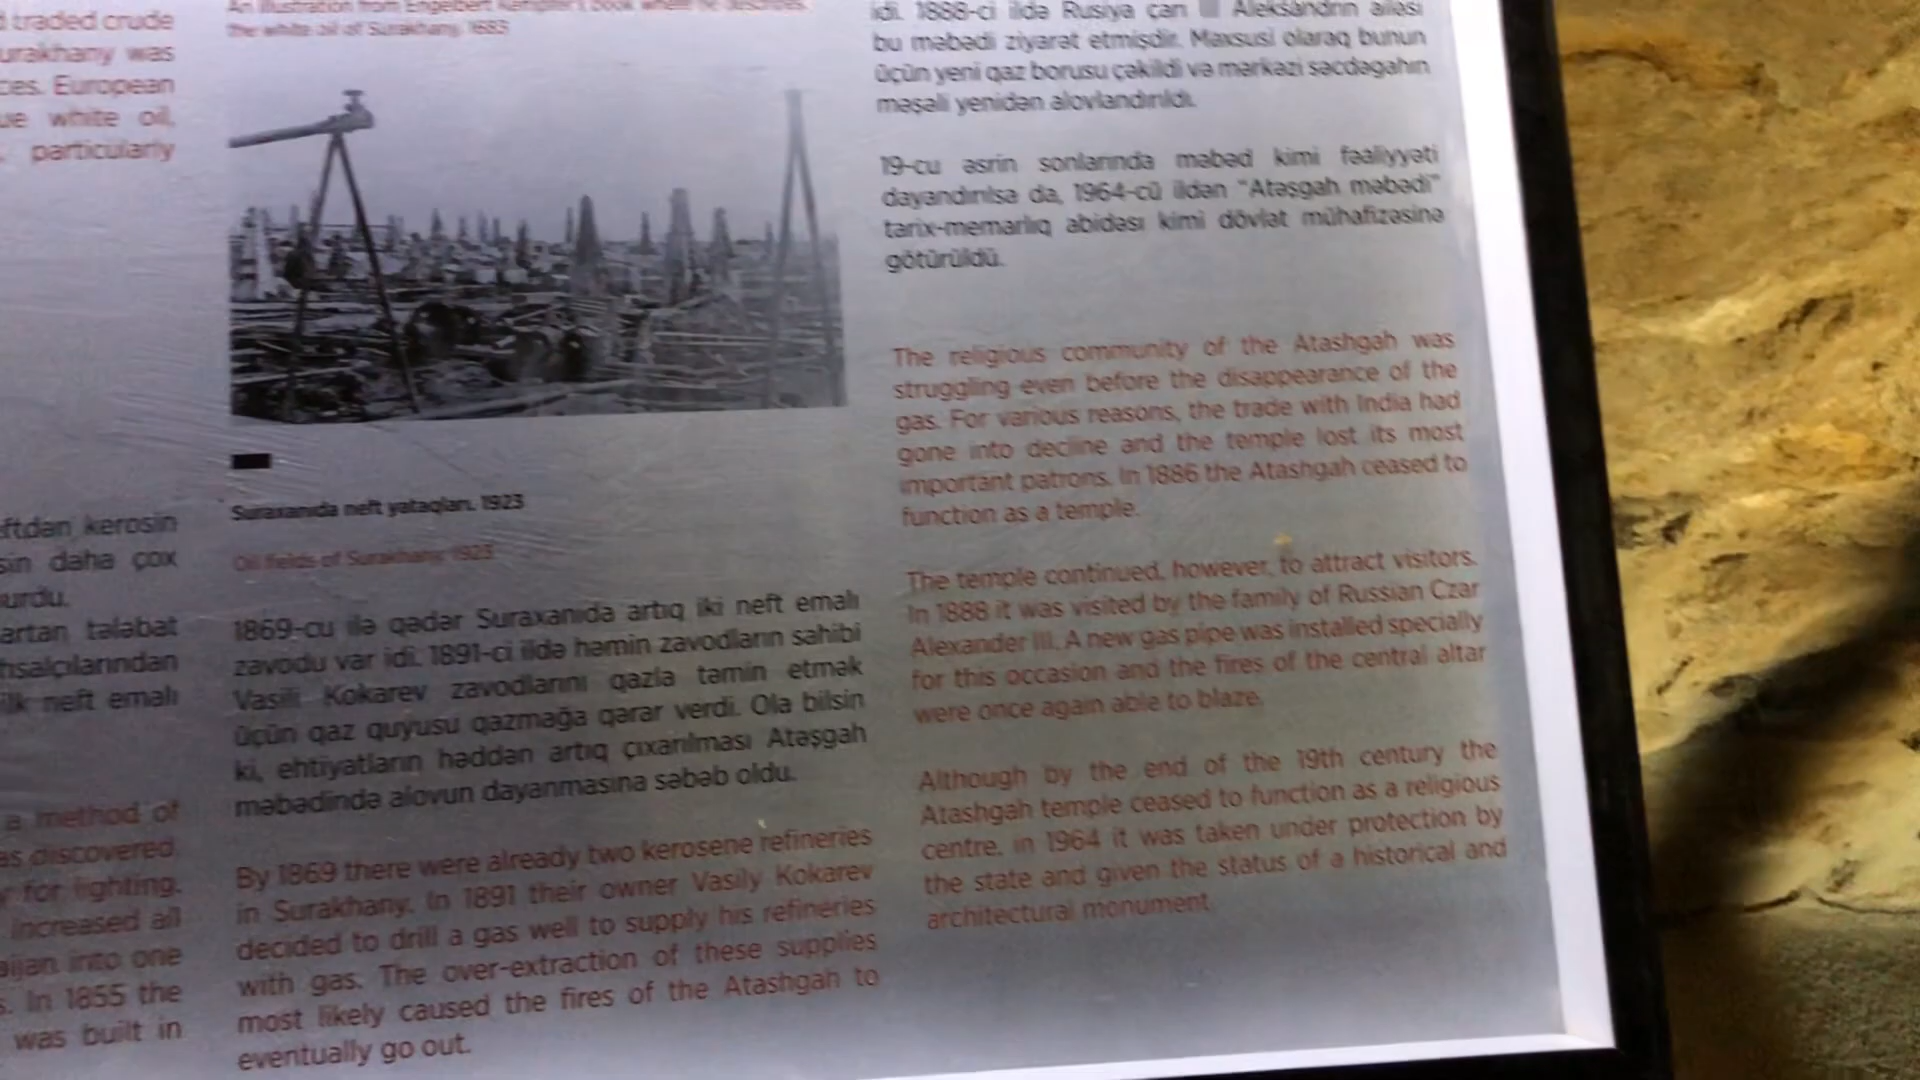 traded crude
urakhany was
ces. European
ue white oil,
particularly
eftdən kerosin
sin daha çox
urdu.
artan tələbat
hsalçılarından
ilk neft emalı
a method of
as discovered
for lighting.
increased all
aijan into one
s. In 1855 the
was built in
An illustration from Engelbert Kempfer's book where he describes
the white oil of Surakhany, 1683
Suraxanıda neft yataqları. 1923
Oil fields of Surakhany. 1923
1869-cu ilə qədər Suraxanıda artıq iki neft emalı
zavodu var idi. 1891-ci ildə həmin zavodların sahibi
Vasili Kokarev zavodlarını qazla təmin etmək
üçün qaz quyusu qazmağa qərar verdi. Ola bilsin
ki, ehtiyatların həddən artıq çıxarılması Atəşgah
məbədində alovun dayanmasına səbəb oldu.
By 1869 there were already two kerosene refineries
in Surakhany. In 1891 their owner Vasily Kokarev
decided to drill a gas well to supply his refineries
with gas. The over-extraction of these supplies
most likely caused the fires of the Atashgah to
eventually go out.
idi. 1888-ci ildə Rusiya çarı III Aleksandrın ailəsi
bu məbədi ziyarət etmişdir. Məxsusi olaraq bunun
üçün yeni qaz borusu çəkildi və mərkəzi səcdəgahın
məşəli yenidən alovlandırıldı.
19-cu əsrin sonlarında məbəd kimi fəaliyyəti
dayandırılsa da, 1964-cü ildən "Atəşgah məbədi"
tarix-memarlıq abidəsi kimi dövlət mühafizəsinə
götürüldü.
The religious community of the Atashgah was
struggling even before the disappearance of the
gas. For various reasons, the trade with India had
gone into decline and the temple lost its most
important patrons. In 1886 the Atashgah ceased to
function as a temple.
The temple continued, however, to attract visitors.
In 1888 it was visited by the family of Russian Czar
Alexander III. A new gas pipe was installed specially
for this occasion and the fires of the central altar
were once again able to blaze.
Although by the end of the 19th century the
Atashgah temple ceased to function as a religious
centre, in 1964 it was taken under protection by
the state and given the status of a historical and
architectural monument.